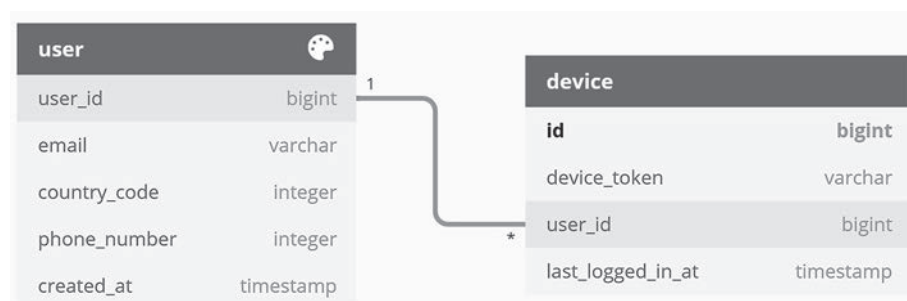 user
user_id bigint
email varchar
country_code integer
phone_number integer
created_at timestamp
1
*
device
id bigint
device_token varchar
user_id bigint
last_logged_in_at timestamp